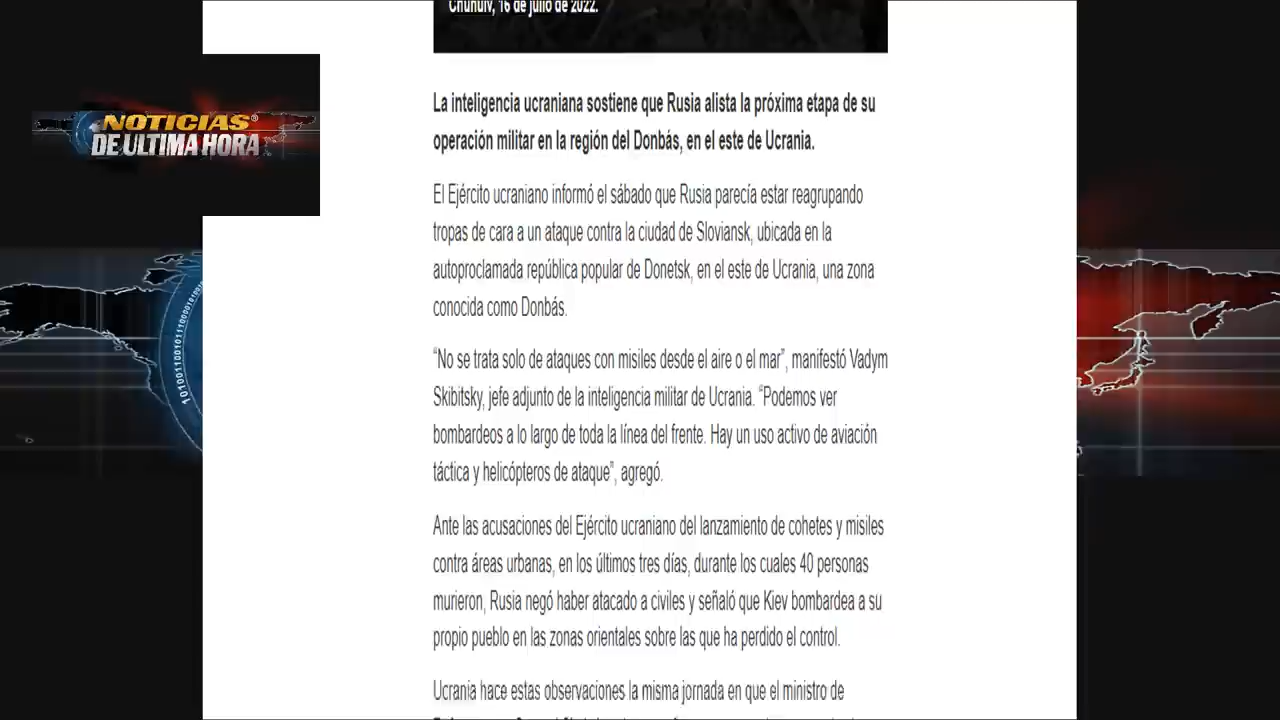 Chuhuiv, 16 de julio de 2022.
NOTICIAS®
DE ULTIMA HORA
La inteligencia ucraniana sostiene que Rusia alista la próxima etapa de su
operación militar en la región del Donbás, en el este de Ucrania.
El Ejército ucraniano informó el sábado que Rusia parecía estar reagrupando
tropas de cara a un ataque contra la ciudad de Sloviansk, ubicada en la
autoproclamada república popular de Donetsk, en el este de Ucrania, una zona
conocida como Donbás.
“No se trata solo de ataques con misiles desde el aire o el mar”, manifestó Vadym
Skibitsky, jefe adjunto de la inteligencia militar de Ucrania. “Podemos ver
bombardeos a lo largo de toda la línea del frente. Hay un uso activo de aviación
táctica y helicópteros de ataque”, agregó.
Ante las acusaciones del Ejército ucraniano del lanzamiento de cohetes y misiles
contra áreas urbanas, en los últimos tres días, durante los cuales 40 personas
murieron, Rusia negó haber atacado a civiles y señaló que Kiev bombardea a su
propio pueblo en las zonas orientales sobre las que ha perdido el control.
Ucrania hace estas observaciones la misma jornada en que el ministro de